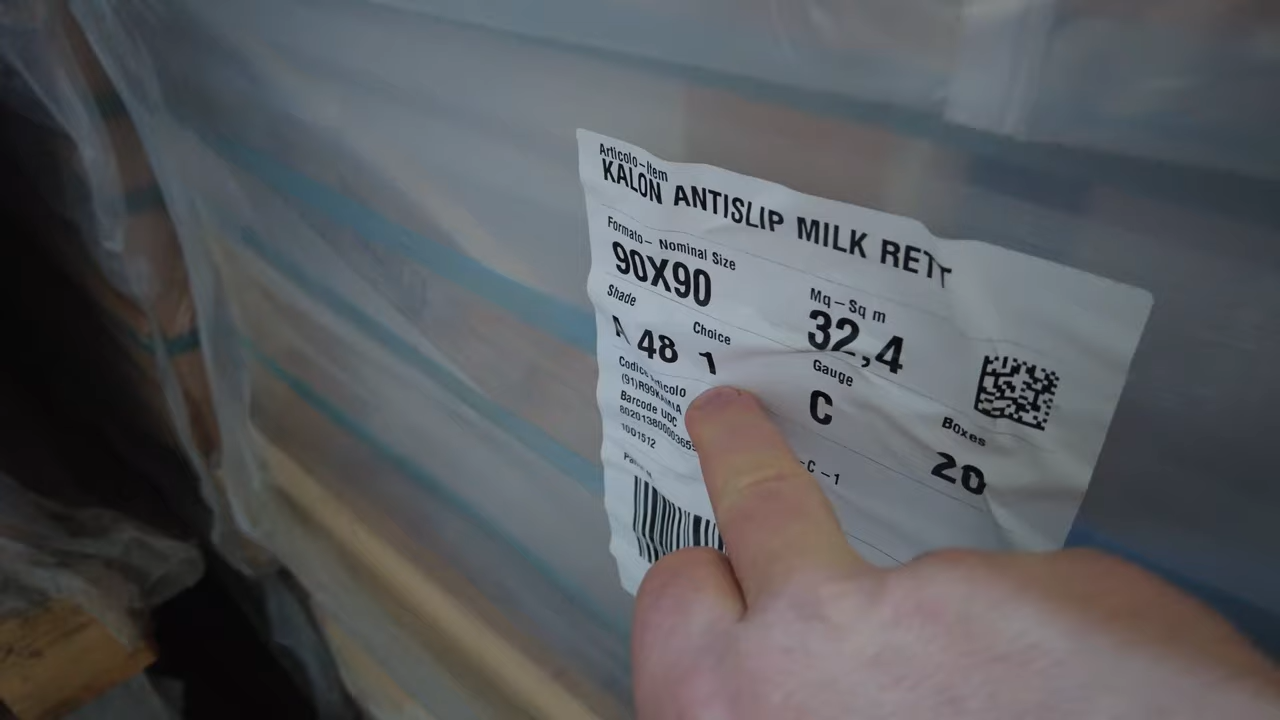 Articolo-Item
KALON ANTISLIP MILK RETT
Formato- Nominal Size
90X90
Mq-Sq m
32,4
Shade
A 48
Choice
1
Gauge
C
Boxes
20
Barcode UDC
1001512
-C -1